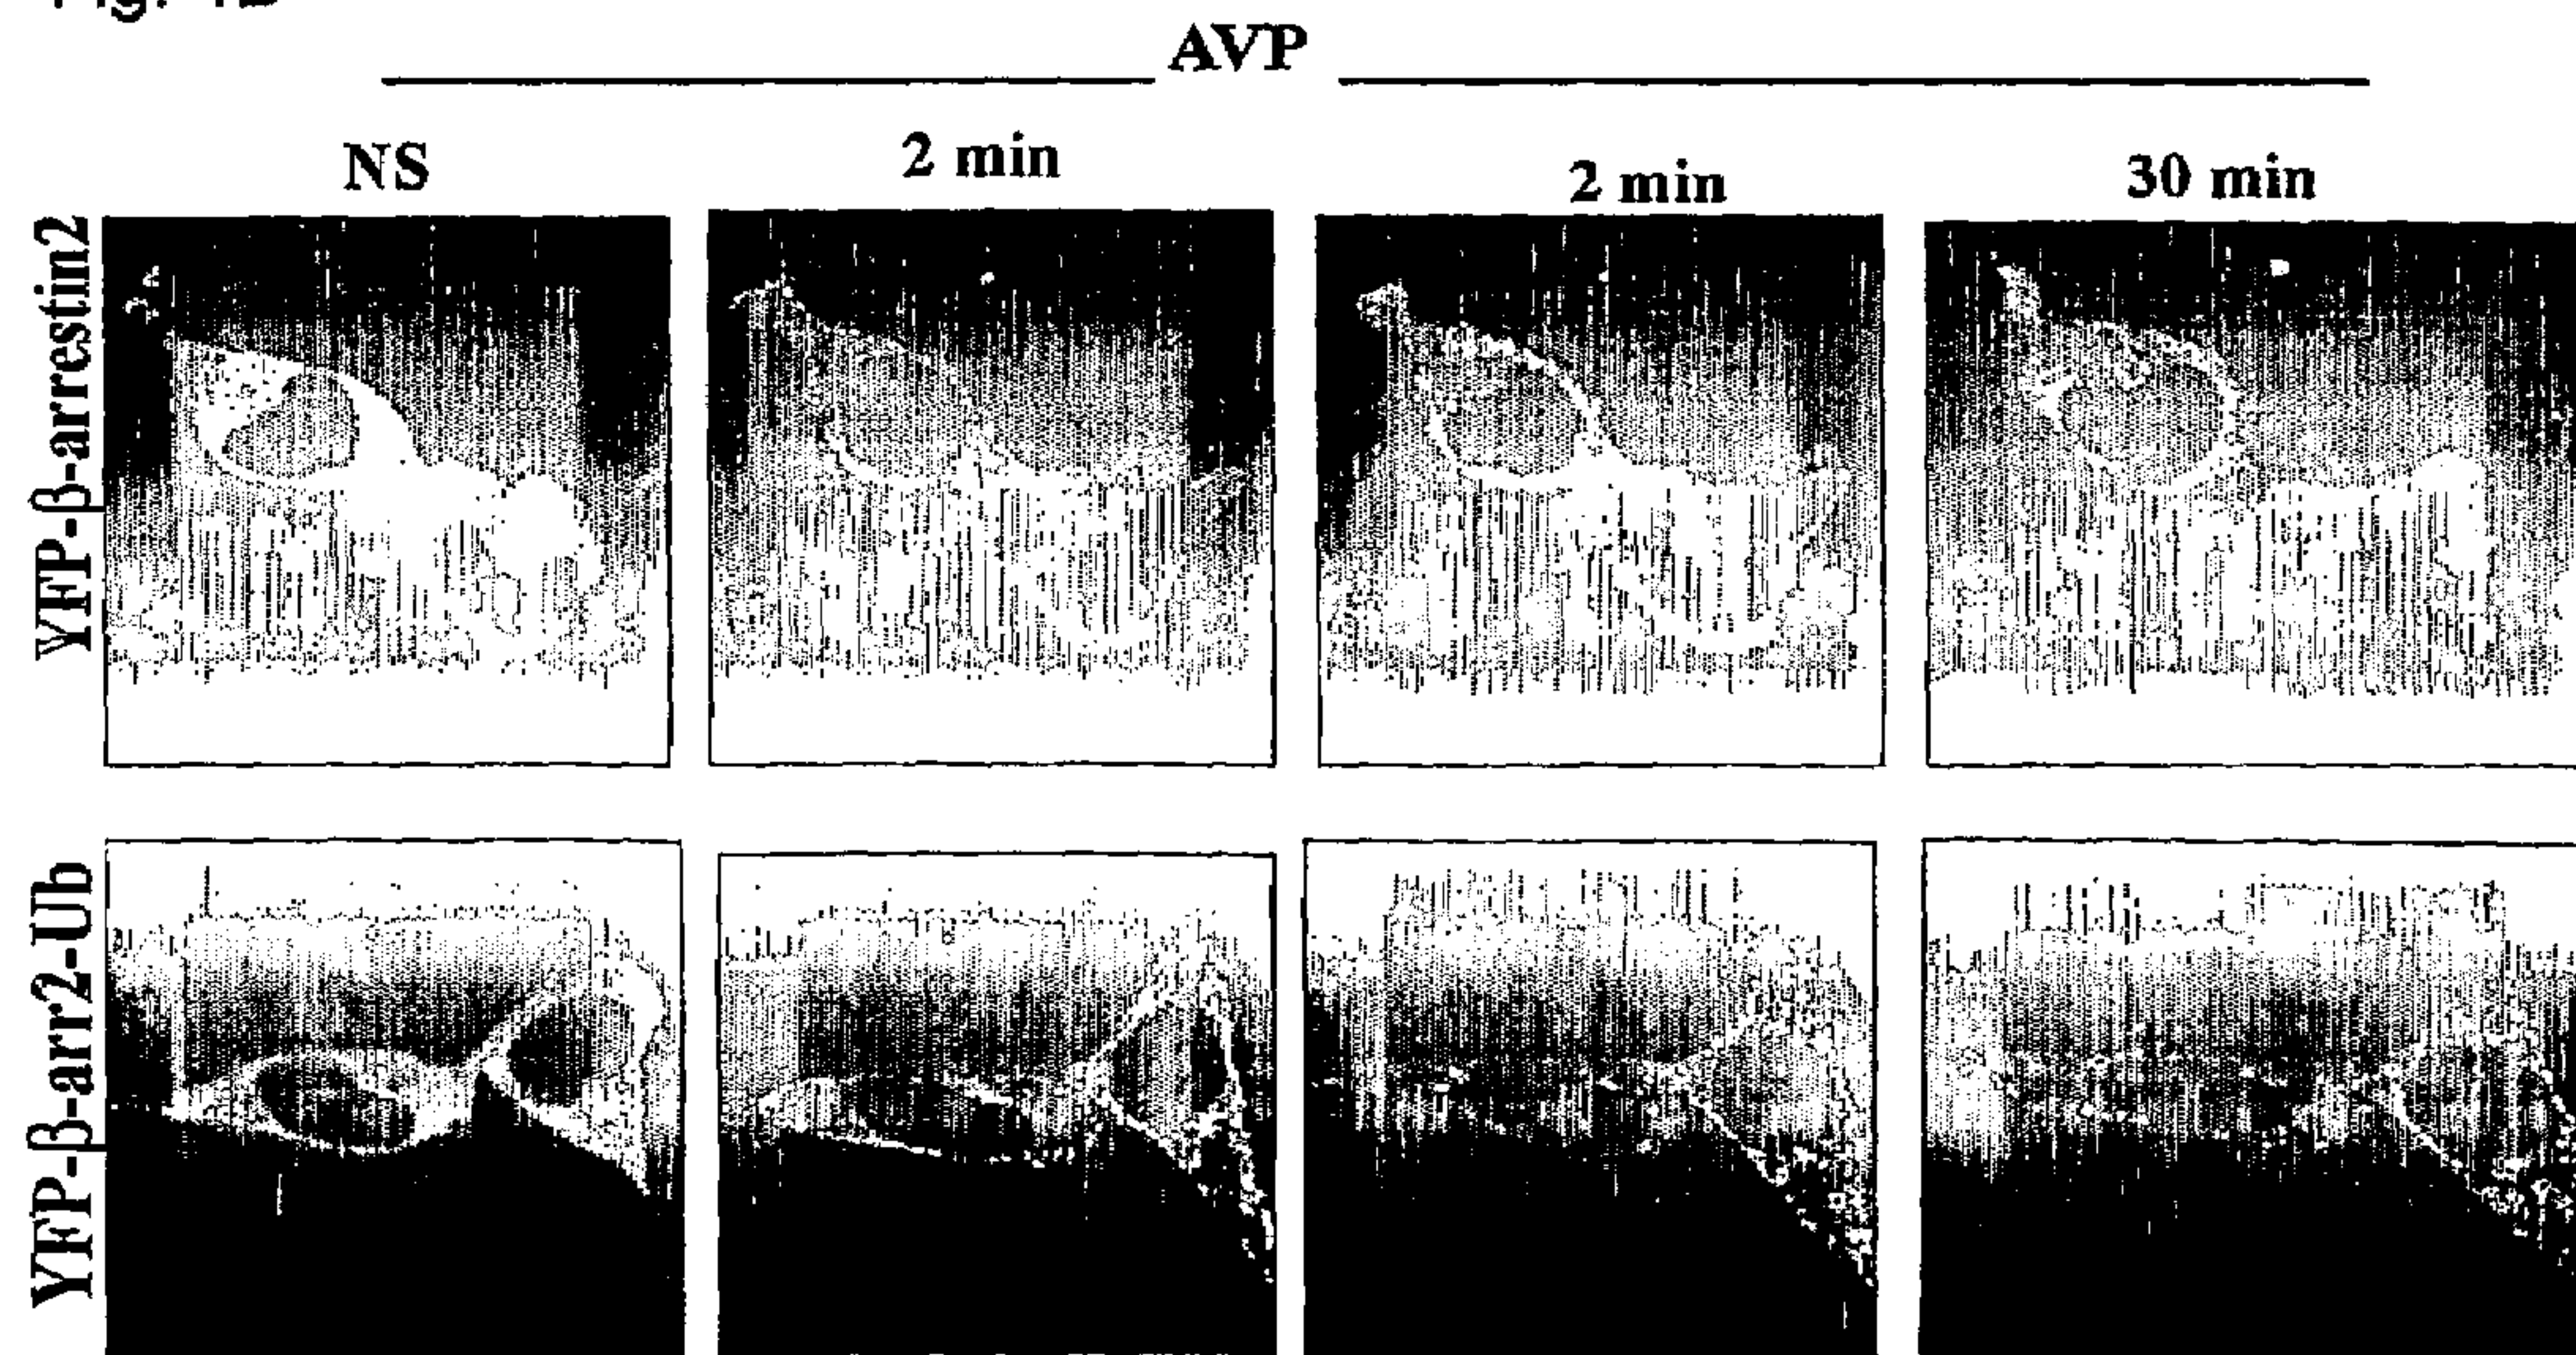 AVP
NS
2 min
2 min
30 min
YFP-β-arrestin2
YFP-β-arr2-Ub